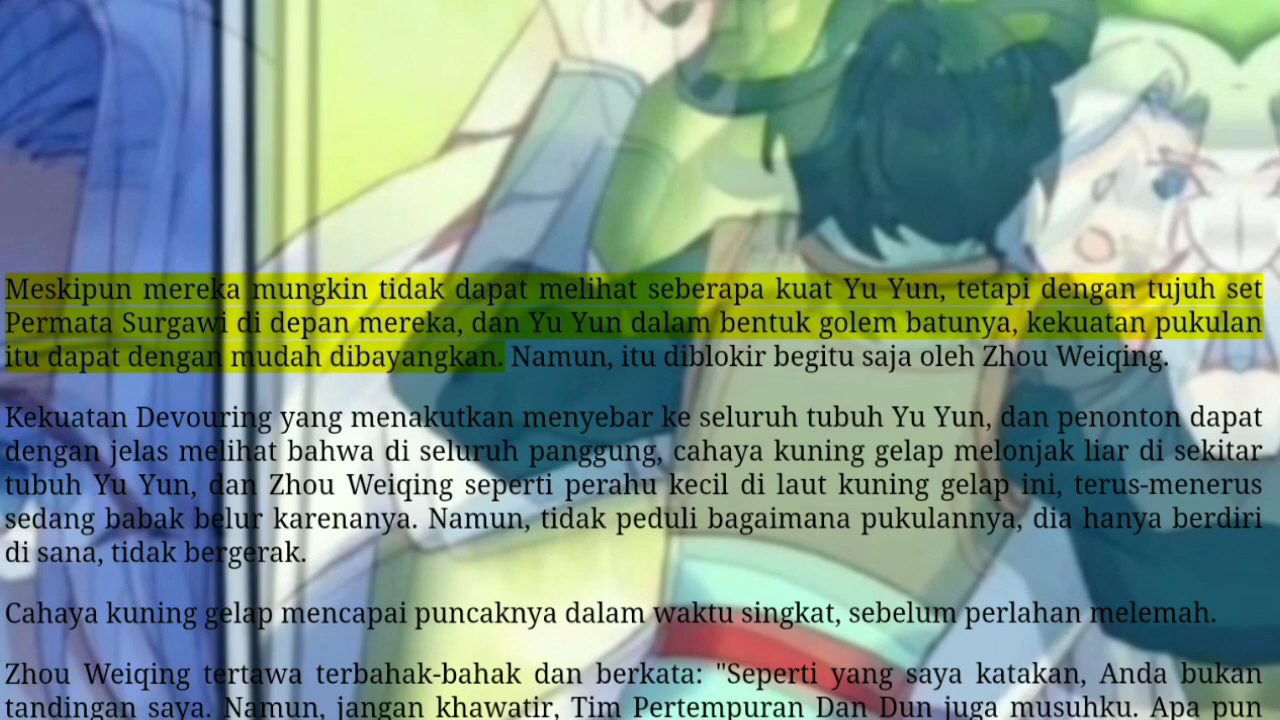 Meskipun mereka mungkin tidak dapat melihat seberapa kuat Yu Yun, tetapi dengan tujuh set
Permata Surgawi di depan mereka, dan Yu Yun dalam bentuk golem batunya, kekuatan pukulan
itu dapat dengan mudah dibayangkan. Namun, itu diblokir begitu saja oleh Zhou Weiqing.
Kekuatan Devouring yang menakutkan menyebar ke seluruh tubuh Yu Yun, dan penonton dapat
dengan jelas melihat bahwa di seluruh panggung, cahaya kuning gelap melonjak liar di sekitar
tubuh Yu Yun, dan Zhou Weiqing seperti perahu kecil di laut kuning gelap ini, terus-menerus
sedang babak belur karenanya. Namun, tidak peduli bagaimana pukulannya, dia hanya berdiri
di sana, tidak bergerak.
Cahaya kuning gelap mencapai puncaknya dalam waktu singkat, sebelum perlahan melemah.
Zhou Weiqing tertawa terbahak-bahak dan berkata: "Seperti yang saya katakan, Anda bukan
tandingan saya. Namun, jangan khawatir, Tim Pertempuran Dan Dun juga musuhku. Apa pun